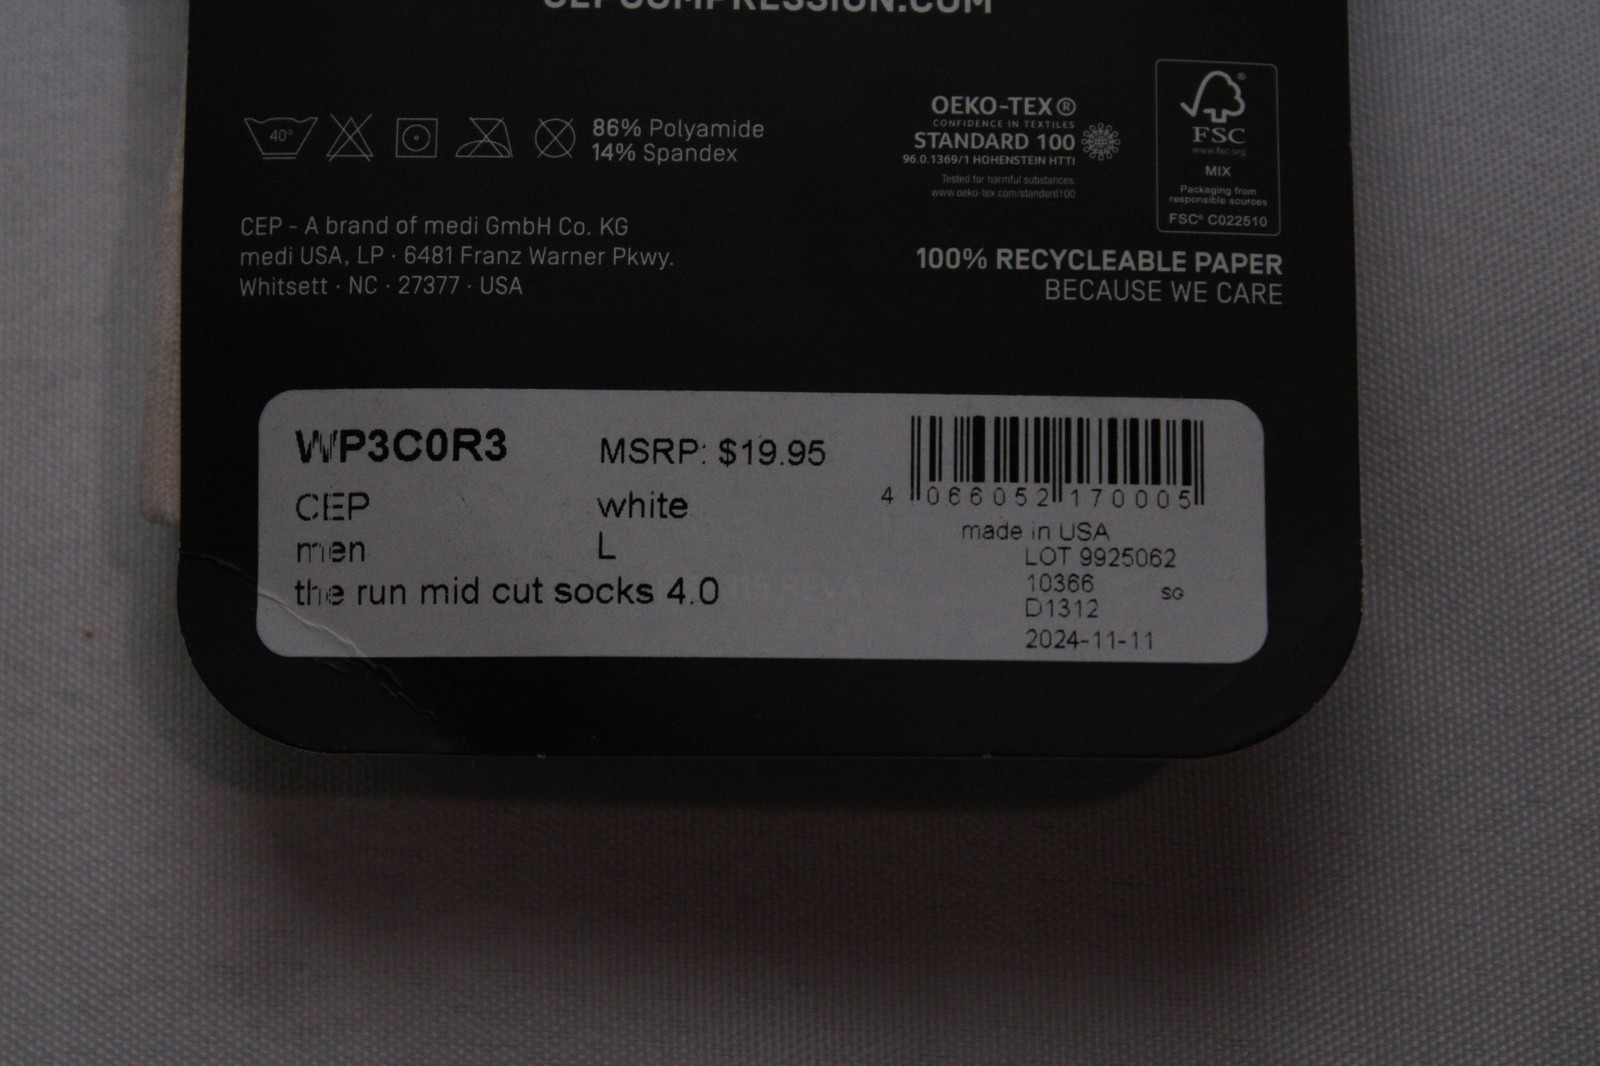 CEPCOMPRESSION.COM
40°
86% Polyamide
14% Spandex
CEP - A brand of medi GmbH Co. KG
medi USA, LP · 6481 Franz Warner Pkwy.
Whitsett · NC · 27377 · USA
OEKO-TEX®
CONFIDENCE IN TEXTILES
STANDARD 100
96.0.1369/1 HOHENSTEIN HTTI
Tested for harmful substances.
www.oeko-tex.com/standard100
®
FSC
www.fsc.org
MIX
Packaging from
responsible sources
FSC® C022510
100% RECYCLEABLE PAPER
BECAUSE WE CARE
WP3C0R3
MSRP: $19.95
CEP
white
men
L
the run mid cut socks 4.0
4 066052 170005
made in USA
LOT 9925062
10366
SG
D1312
2024-11-11